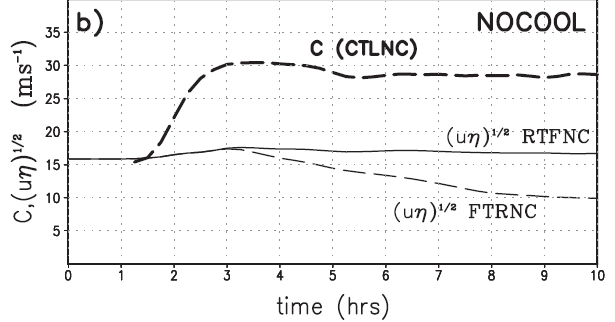 b)
NOCOOL
C (CTLNC)
(uη)¹/² RTFNC
(uη)¹/² FTRNC
C,(uη)¹/² (ms⁻¹)
35
30
25
20
15
10
5
0 1 2 3 4 5 6 7 8 9 10
time (hrs)